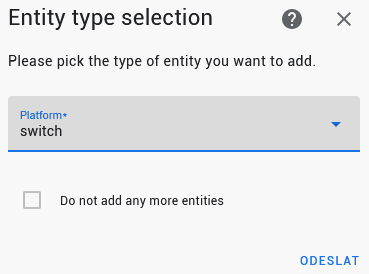 Entity type selection
Please pick the type of entity you want to add.
Platform*
switch
Do not add any more entities
ODESLAT